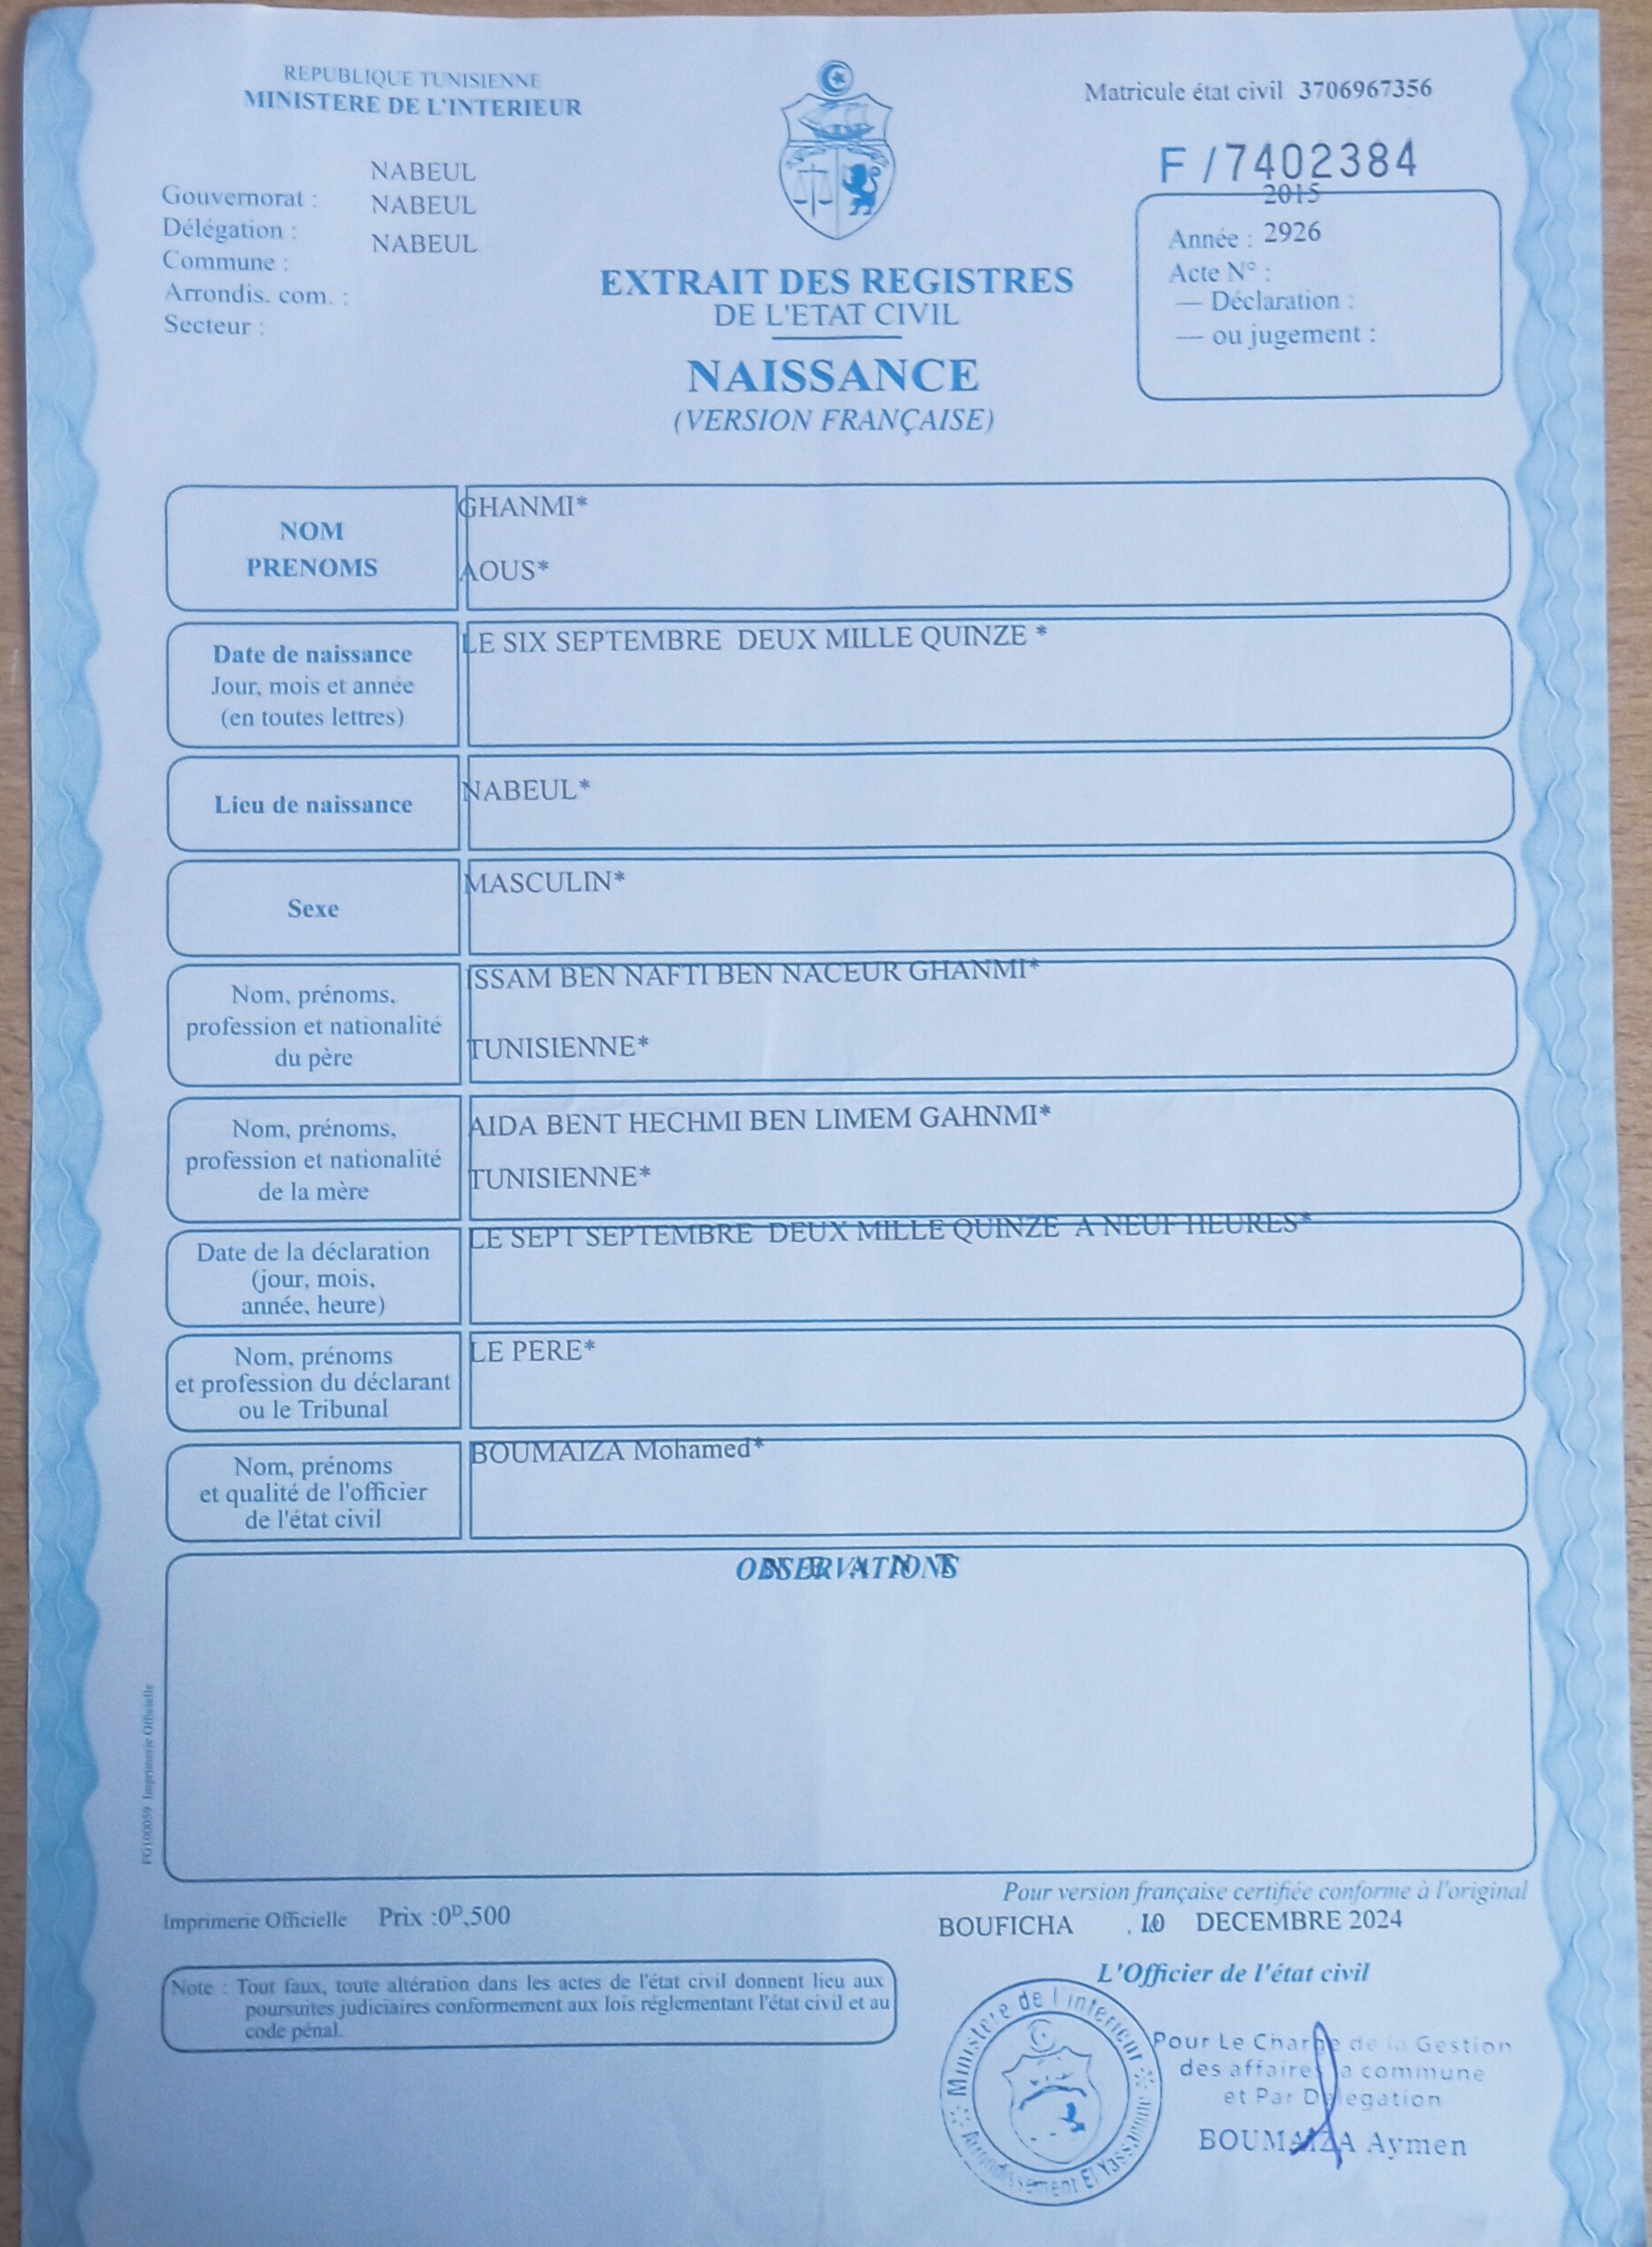 REPUBLIQUE TUNISIENNE
MINISTERE DE L'INTERIEUR
Matricule état civil 3706967356
F / 7402384
NABEUL
Gouvernorat : NABEUL
Délégation : NABEUL
Commune :
Arrondis. com. :
Secteur :
2015
Année : 2926
Acte N° :
— Déclaration :
— ou jugement :
EXTRAIT DES REGISTRES
DE L'ETAT CIVIL
NAISSANCE
(VERSION FRANÇAISE)
NOM
PRENOMS
GHANMI*
AOUS*
Date de naissance
Jour, mois et année
(en toutes lettres)
LE SIX SEPTEMBRE DEUX MILLE QUINZE *
Lieu de naissance
NABEUL*
Sexe
MASCULIN*
Nom, prénoms,
profession et nationalité
du père
ISSAM BEN NAFTI BEN NACEUR GHANMI*
TUNISIENNE*
Nom, prénoms,
profession et nationalité
de la mère
AIDA BENT HECHMI BEN LIMEM GAHNMI*
TUNISIENNE*
Date de la déclaration
(jour, mois,
année, heure)
LE SEPT SEPTEMBRE DEUX MILLE QUINZE A NEUF HEURES*
Nom, prénoms
et profession du déclarant
ou le Tribunal
LE PERE*
Nom, prénoms
et qualité de l'officier
de l'état civil
BOUMAIZA Mohamed*
OBSERVATIONS
N E A N T
FG100059 Imprimerie Officielle
Pour version française certifiée conforme à l'original
Imprimerie Officielle Prix :0D,500
BOUFICHA , 10 DECEMBRE 2024
L'Officier de l'état civil
Note : Tout faux, toute altération dans les actes de l'état civil donnent lieu aux
poursuites judiciaires conformement aux lois réglementant l'état civil et au
code pénal.
Ministere de l'interieur
Arrondissement El Yassminet
Pour Le Charge de la Gestion
des affaires la commune
et Par Delegation
BOUMAIZA Aymen